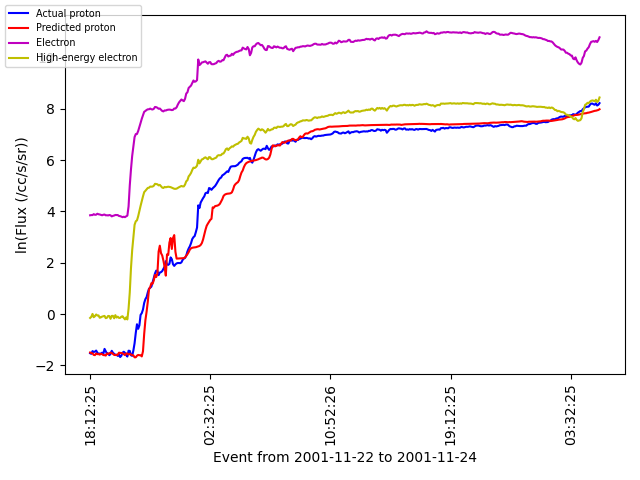 Actual proton
Predicted proton
Electron
High-energy electron
ln(Flux (/cc/s/sr))
8
6
4
2
0
−2
18:12:25
02:32:25
10:52:26
19:12:25
03:32:25
Event from 2001-11-22 to 2001-11-24